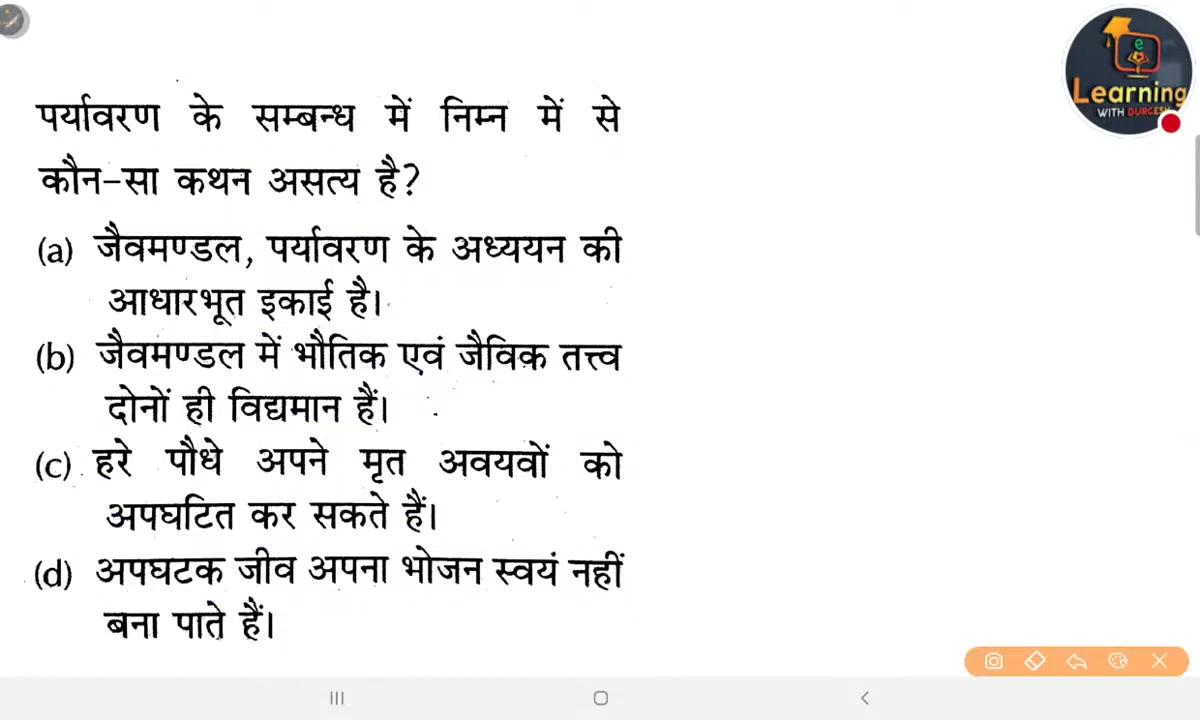 e
Learning
WITH DURGESH
पर्यावरण के सम्बन्ध में निम्न में से
कौन-सा कथन असत्य है?
(a) जैवमण्डल, पर्यावरण के अध्ययन की
आधारभूत इकाई है।
(b) जैवमण्डल में भौतिक एवं जैविक तत्त्व
दोनों ही विद्यमान हैं।
(c) हरे पौधे अपने मृत अवयवों को
अपघटित कर सकते हैं।
(d) अपघटक जीव अपना भोजन स्वयं नहीं
बना पाते हैं।